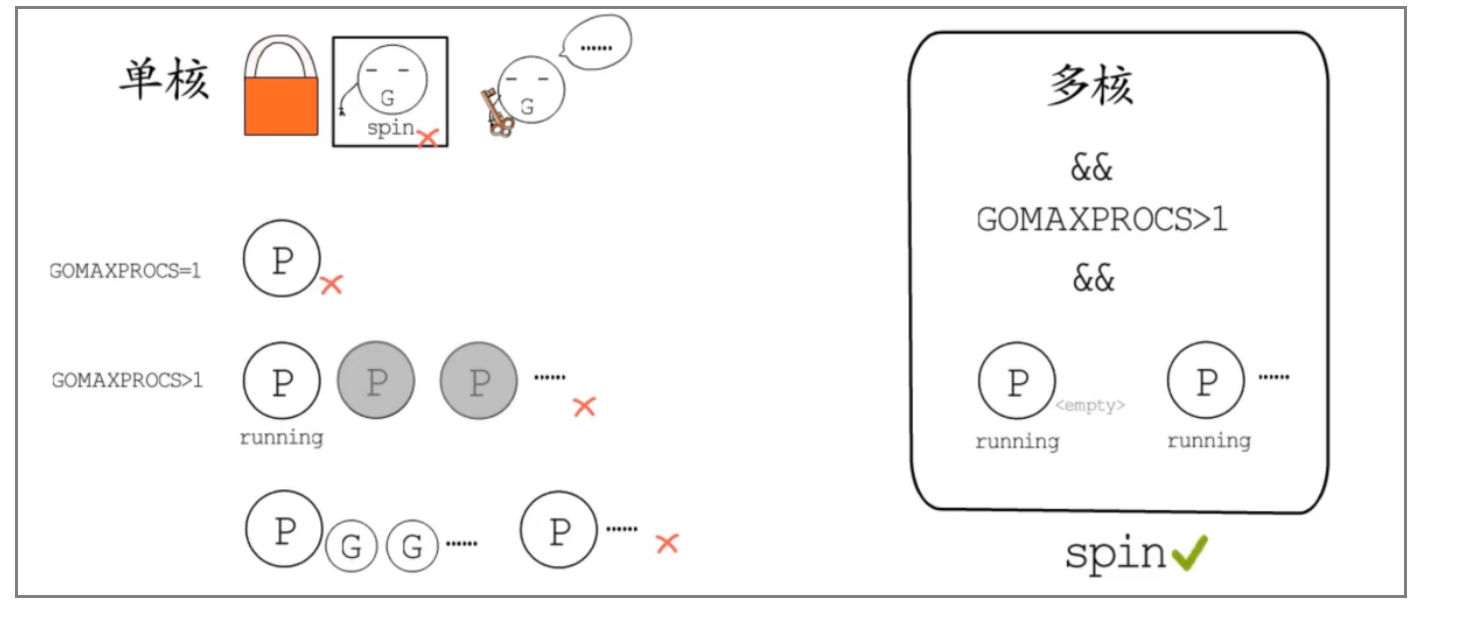 单核
......
G
G
spin
GOMAXPROCS=1
P
GOMAXPROCS>1
P
P
P
......
running
P
G
G
......
P
......
多核
&&
GOMAXPROCS>1
&&
P
<empty>
P
......
running
running
spin